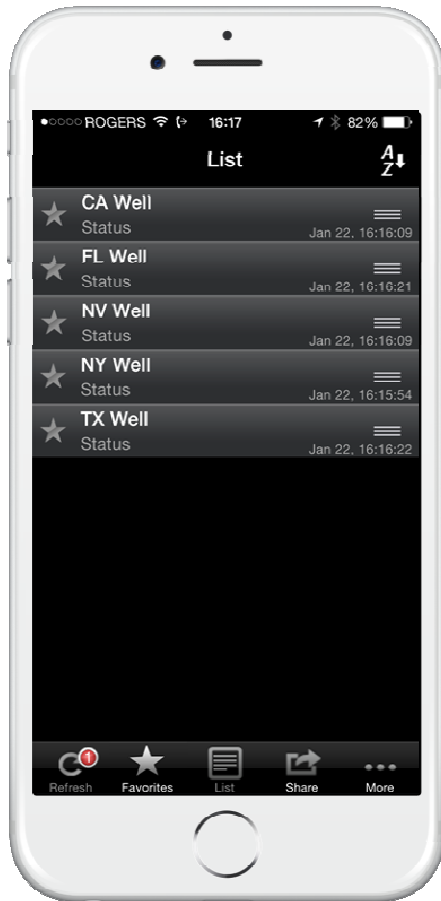 ROGERS 16:17 82%
List
A
Z
CA Well
Status
Jan 22, 16:16:09
FL Well
Status
Jan 22, 16:16:21
NV Well
Status
Jan 22, 16:16:09
NY Well
Status
Jan 22, 16:15:54
TX Well
Status
Jan 22, 16:16:22
1
Refresh Favorites List Share More